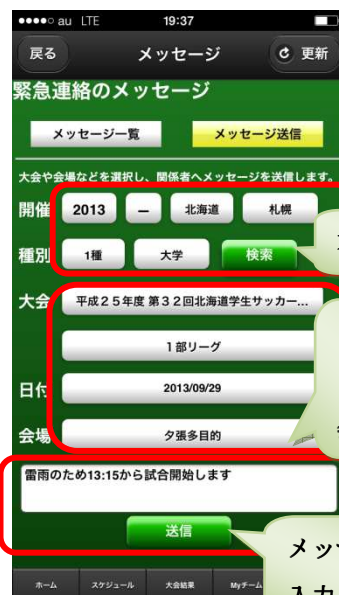 au LTE 19:37
戻る メッセージ 更新
緊急連絡のメッセージ
メッセージ一覧 メッセージ送信
大会や会場などを選択し、関係者へメッセージを送信します。
開催 2013 − 北海道 札幌
種別 1種 大学 検索
大会 平成25年度 第32回北海道学生サッカー...
1部リーグ
日付 2013/09/29
会場 夕張多目的
雷雨のため13:15から試合開始します
送信
メッ
入力
ホーム スケジュール 大会結果 Myチーム